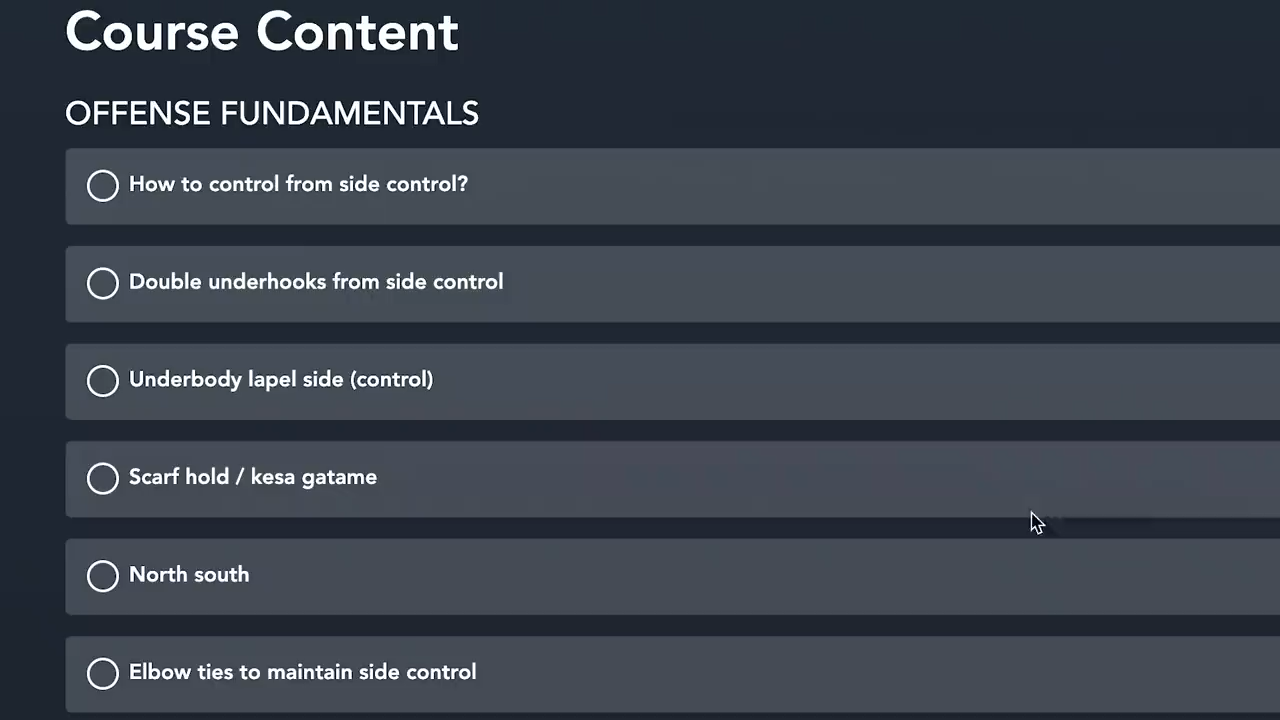 Course Content
OFFENSE FUNDAMENTALS
How to control from side control?
Double underhooks from side control
Underbody lapel side (control)
Scarf hold / kesa gatame
North south
Elbow ties to maintain side control